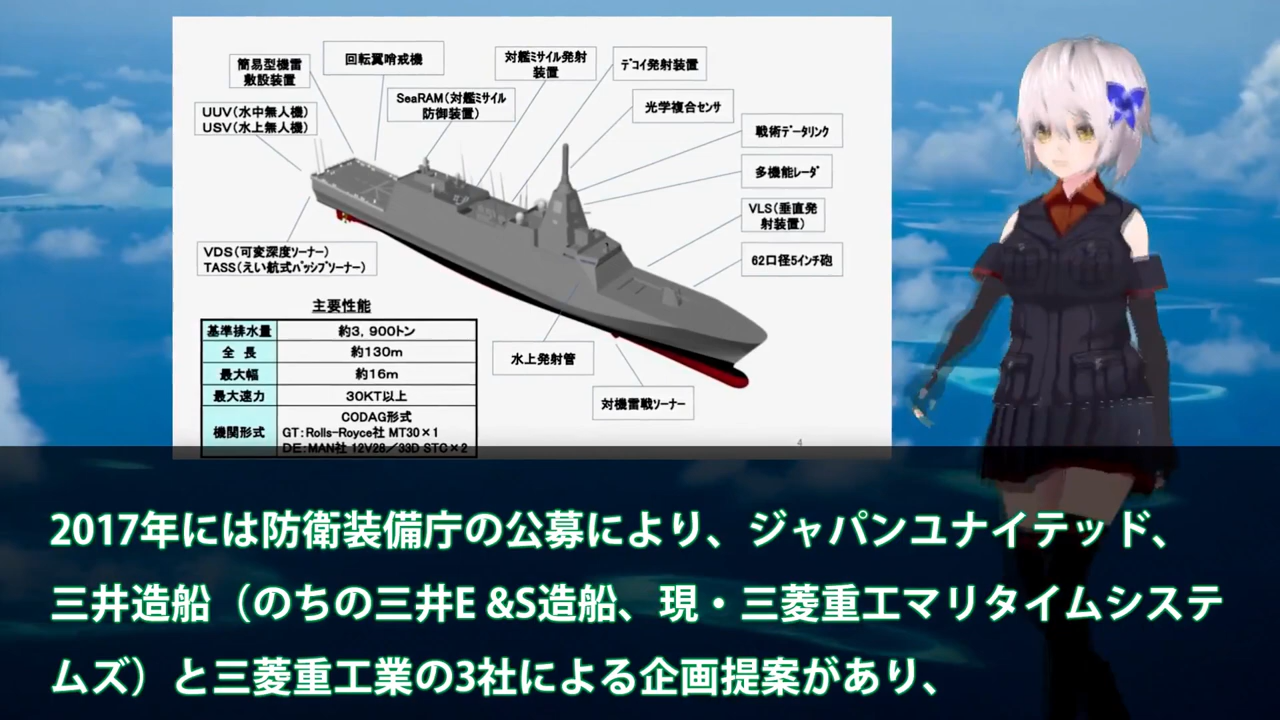 簡易型機雷
敷設装置
回転翼哨戒機
対艦ﾐｻｲﾙ発射
装置
ﾃﾞｺｲ発射装置
UUV(水中無人機)
USV(水上無人機)
SeaRAM(対艦ﾐｻｲﾙ
防御装置)
光学複合ｾﾝｻ
戦術ﾃﾞｰﾀﾘﾝｸ
多機能ﾚｰﾀﾞ
VLS(垂直発
射装置)
62口径5ｲﾝﾁ砲
VDS(可変深度ｿｰﾅｰ)
TASS(えい航式ﾊﾟｯｼﾌﾞｿｰﾅｰ)
水上発射管
対機雷戦ｿｰﾅｰ
主要性能
基準排水量 約3,900トン
全 長 約130m
最大幅 約16m
最大速力 30KT以上
機関形式 CODAG形式
GT:Rolls-Royce社 MT30×1
DE:MAN社 12V28/33D STC×2
4
2017年には防衛装備庁の公募により、ジャパンユナイテッド、
三井造船（のちの三井E &S造船、現・三菱重工マリタイムシステ
ムズ）と三菱重工業の3社による企画提案があり、